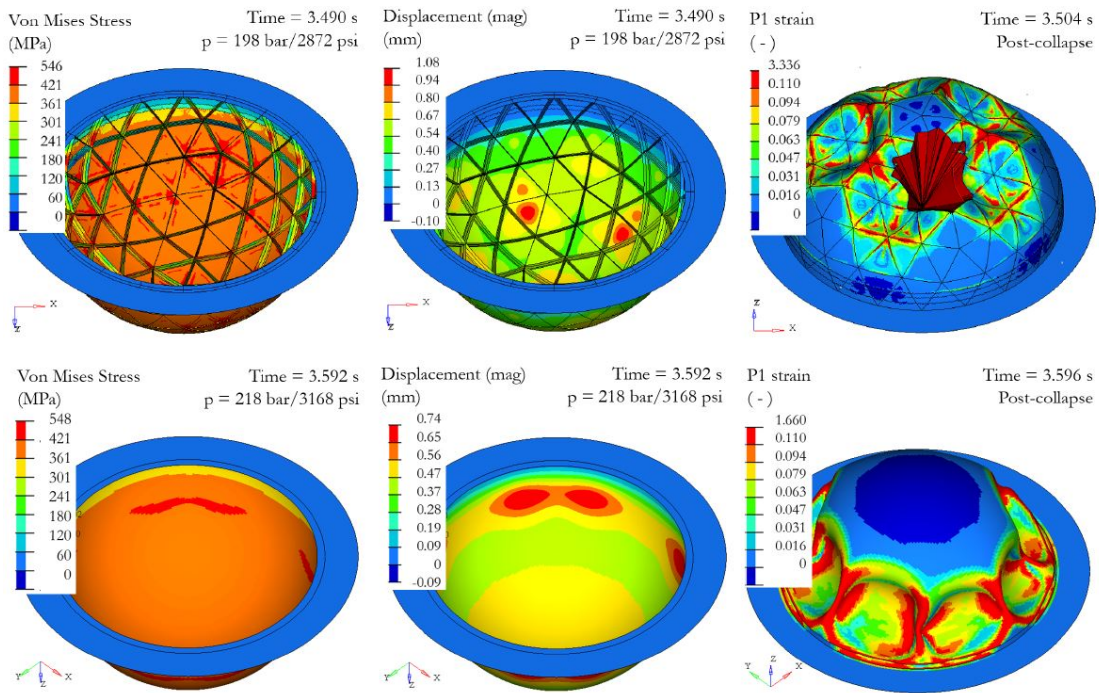 Von Mises Stress
(MPa)
Time = 3.490 s
p = 198 bar/2872 psi
546
421
361
301
241
180
120
60
0
X
Z
Displacement (mag)
(mm)
Time = 3.490 s
p = 198 bar/2872 psi
1.08
0.94
0.80
0.67
0.54
0.40
0.27
0.13
-0.10
X
Z
P1 strain
( - )
Time = 3.504 s
Post-collapse
3.336
0.110
0.094
0.079
0.063
0.047
0.031
0.016
0
Z
X
Von Mises Stress
(MPa)
Time = 3.592 s
p = 218 bar/3168 psi
548
421
361
301
241
180
120
60
0
Y
Z
X
Displacement (mag)
(mm)
Time = 3.592 s
p = 218 bar/3168 psi
0.74
0.65
0.56
0.46
0.37
0.28
0.19
0.09
-0.09
Y
Z
X
P1 strain
( - )
Time = 3.596 s
Post-collapse
1.660
0.110
0.094
0.079
0.063
0.047
0.031
0.016
0
Y
Z
X